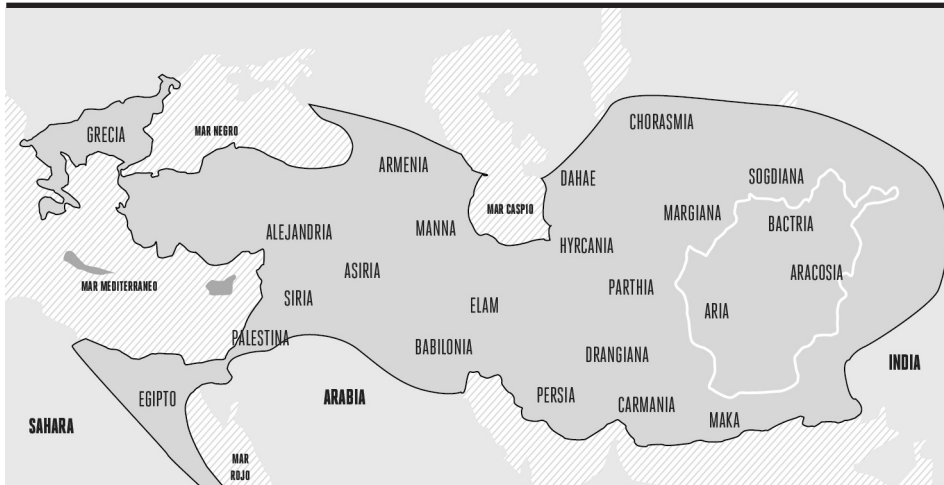 CHORASMIA
GRECIA
MAR NEGRO
ARMENIA
DAHAE
SOGDIANA
MAR CASPIO
MARGIANA
BACTRIA
ALEJANDRIA
MANNA
HYRCANIA
ASIRIA
ARACOSIA
MAR MEDITERRANEO
SIRIA
PARTHIA
ELAM
ARIA
PALESTINA
BABILONIA
DRANGIANA
INDIA
EGIPTO
ARABIA
PERSIA
CARMANIA
MAKA
SAHARA
MAR
ROJO